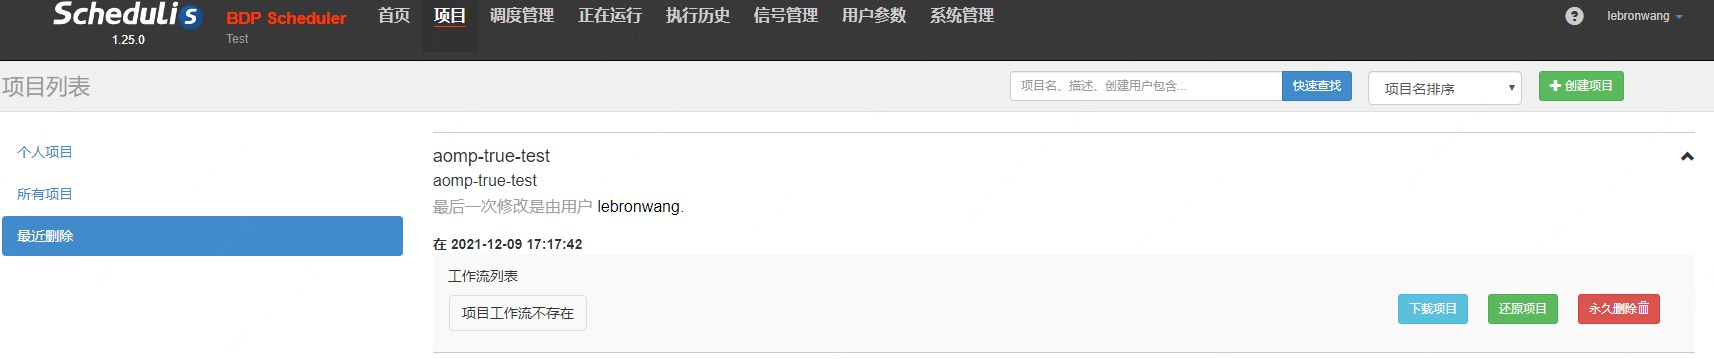 Scheduli s
1.25.0
BDP Scheduler
Test
首页 项目 调度管理 正在运行 执行历史 信号管理 用户参数 系统管理
? lebronwang
项目列表
项目名、描述、创建用户包含... 快速查找 项目名排序 创建项目
个人项目
所有项目
最近删除
aomp-true-test
aomp-true-test
最后一次修改是由用户 lebronwang.
在 2021-12-09 17:17:42
工作流列表
项目工作流不存在
下载项目 还原项目 永久删除